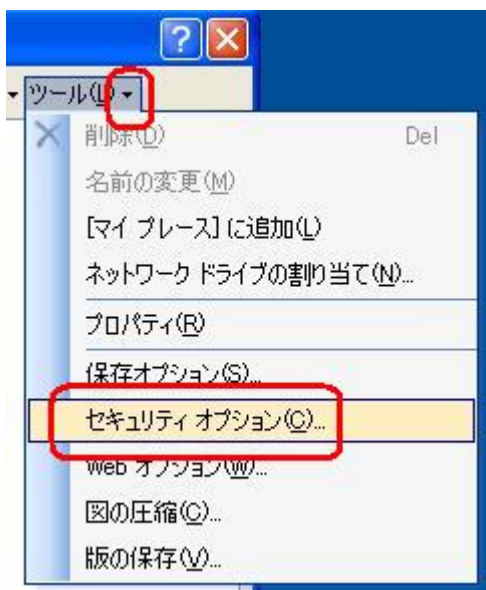 ?
ツール(L)
削除(D) Del
名前の変更(M)
[マイ プレース] に追加(L)
ネットワーク ドライブの割り当て(N)...
プロパティ(R)
保存オプション(S)...
セキュリティ オプション(C)...
Web オプション(W)...
図の圧縮(C)...
版の保存(V)...